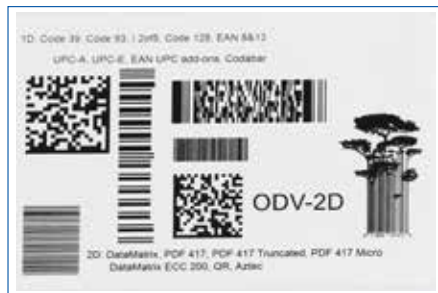 1D: Code 39, Code 93, I 2of5, Code 128, EAN 8&13
UPC-A, UPC-E, EAN UPC add-ons, Codabar
ODV-2D
2D: DataMatrix, PDF 417, PDF 417 Truncated, PDF 417 Micro
DataMatrix ECC 200, QR, Aztec